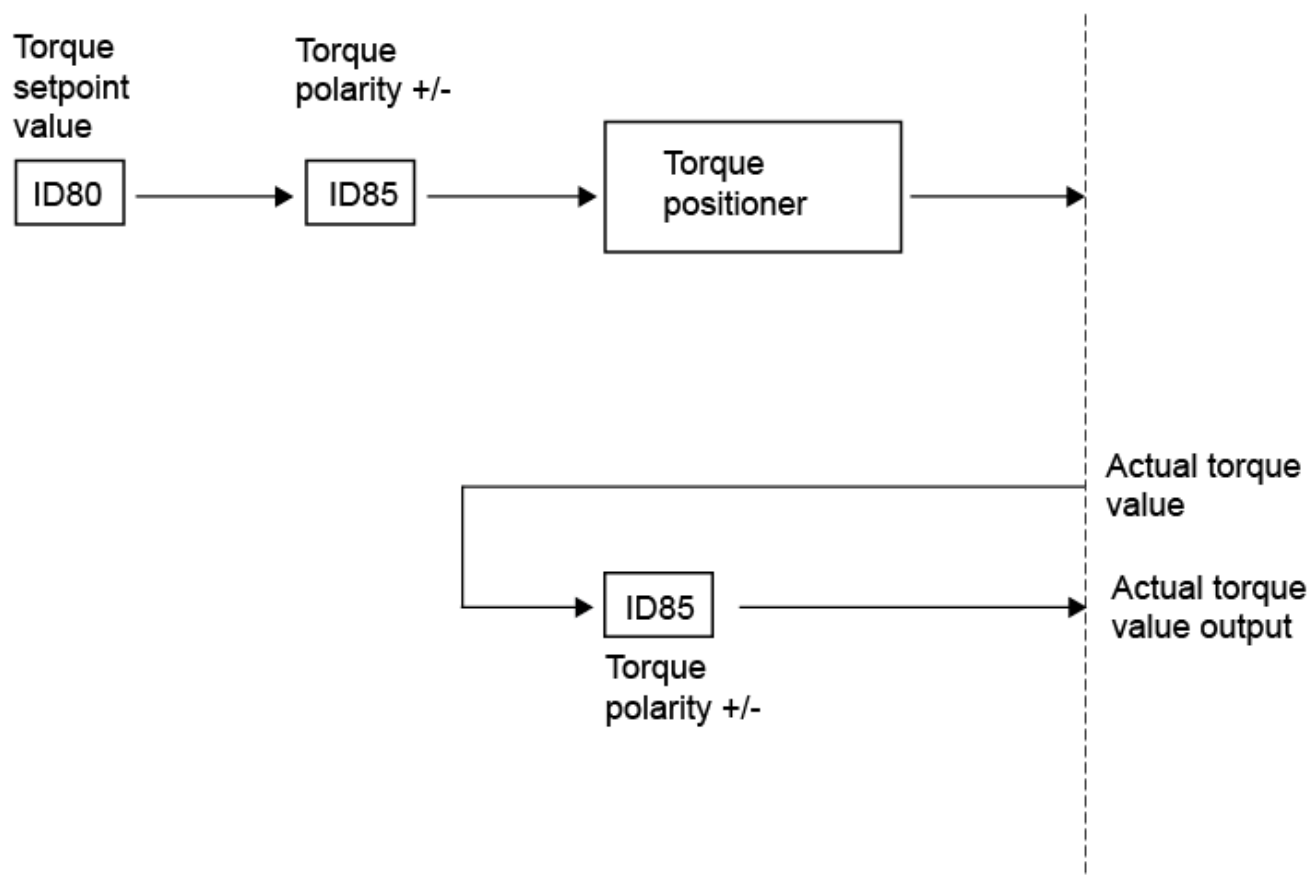 Torque
setpoint
value
Torque
polarity +/-
ID80
ID85
Torque
positioner
Actual torque
value
ID85
Actual torque
value output
Torque
polarity +/-